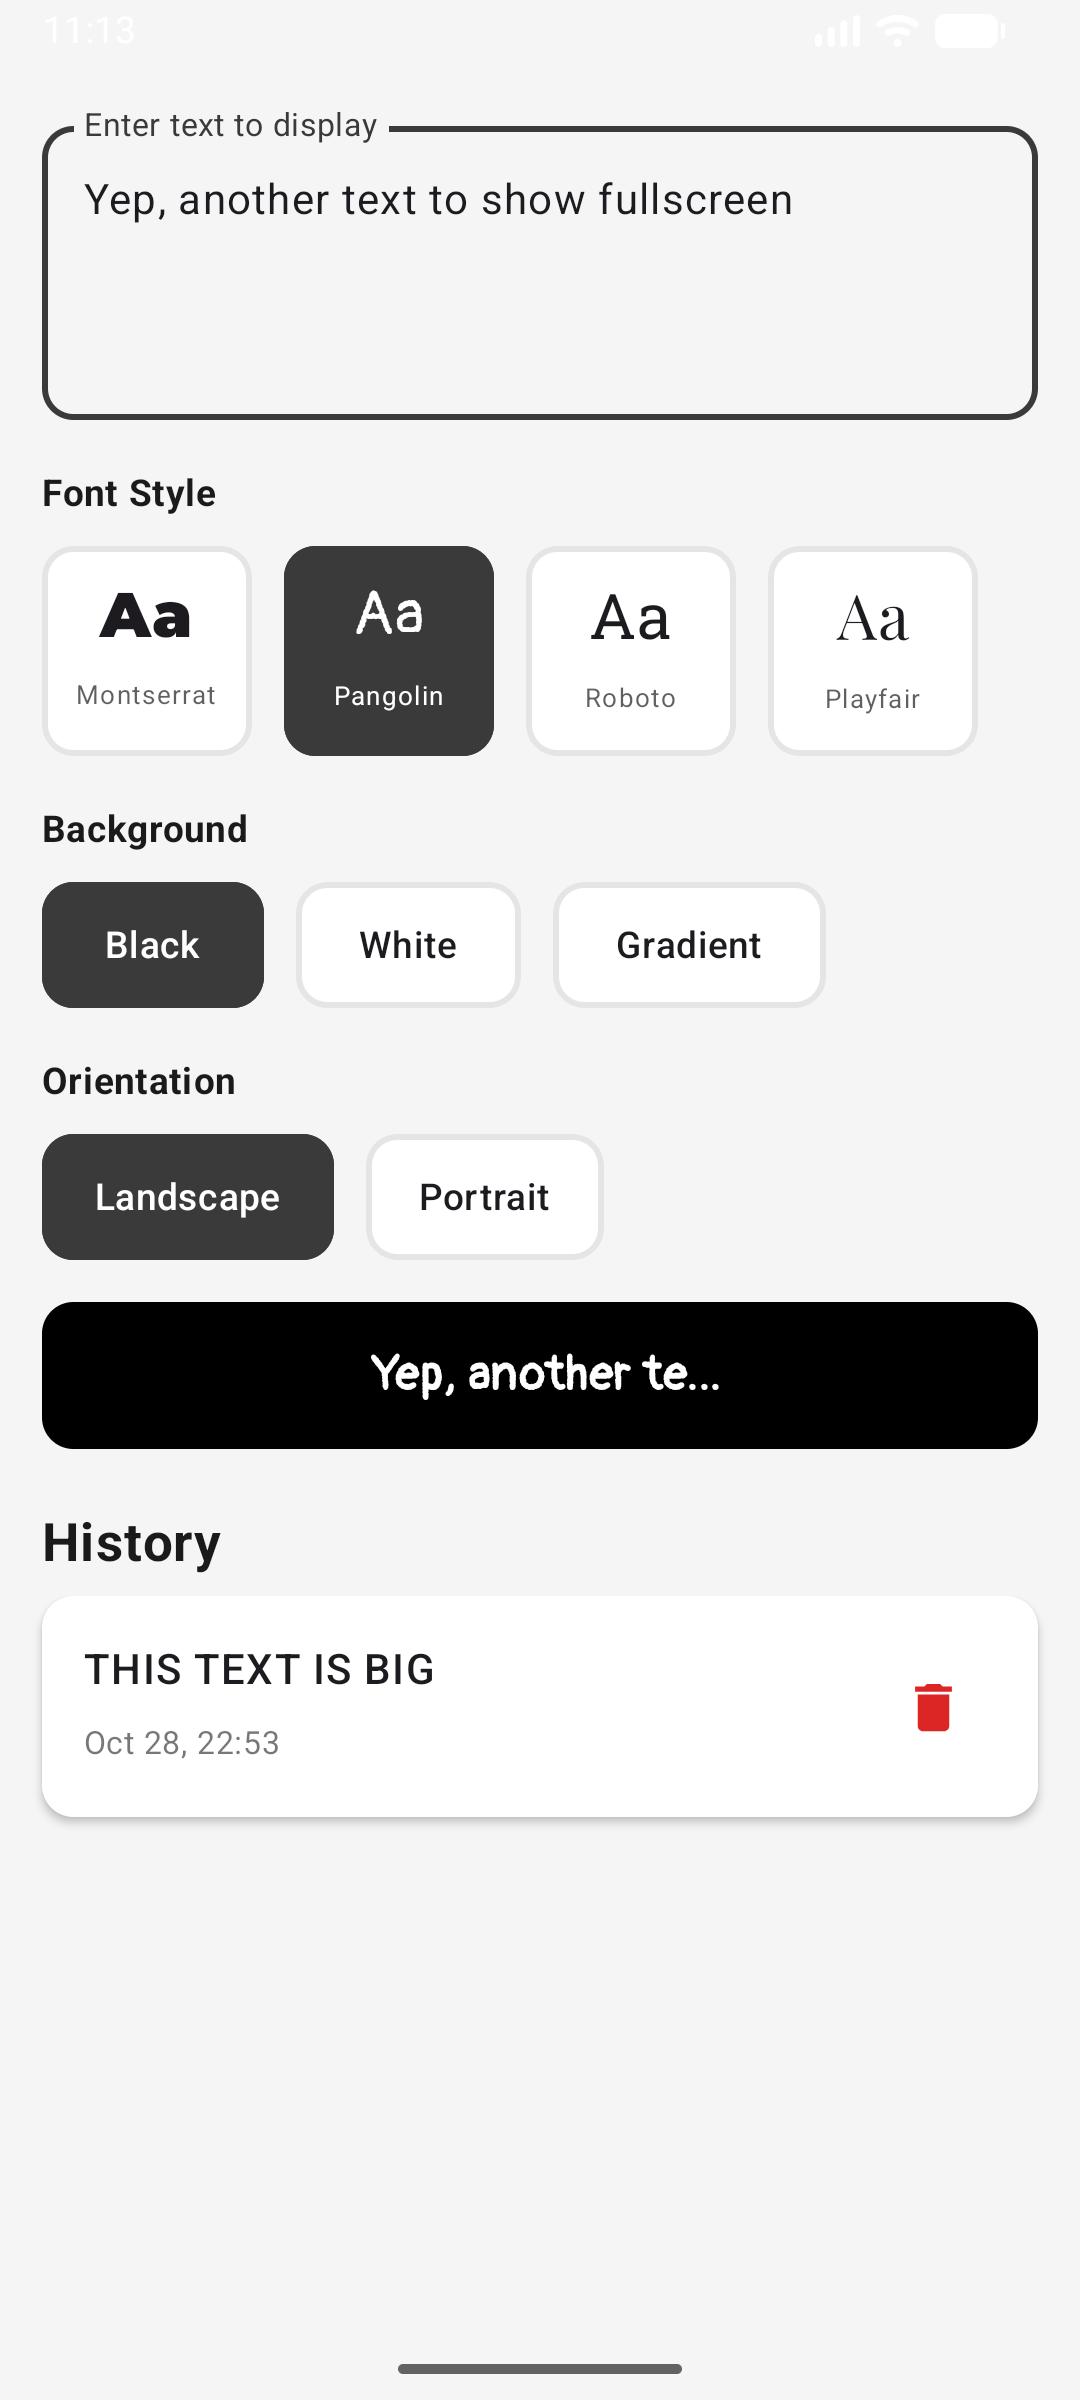 11:13
Enter text to display
Yep, another text to show fullscreen
Font Style
Aa Aa Aa Aa
Montserrat Pangolin Roboto Playfair
Background
Black White Gradient
Orientation
Landscape Portrait
Yep, another te...
History
THIS TEXT IS BIG
Oct 28, 22:53